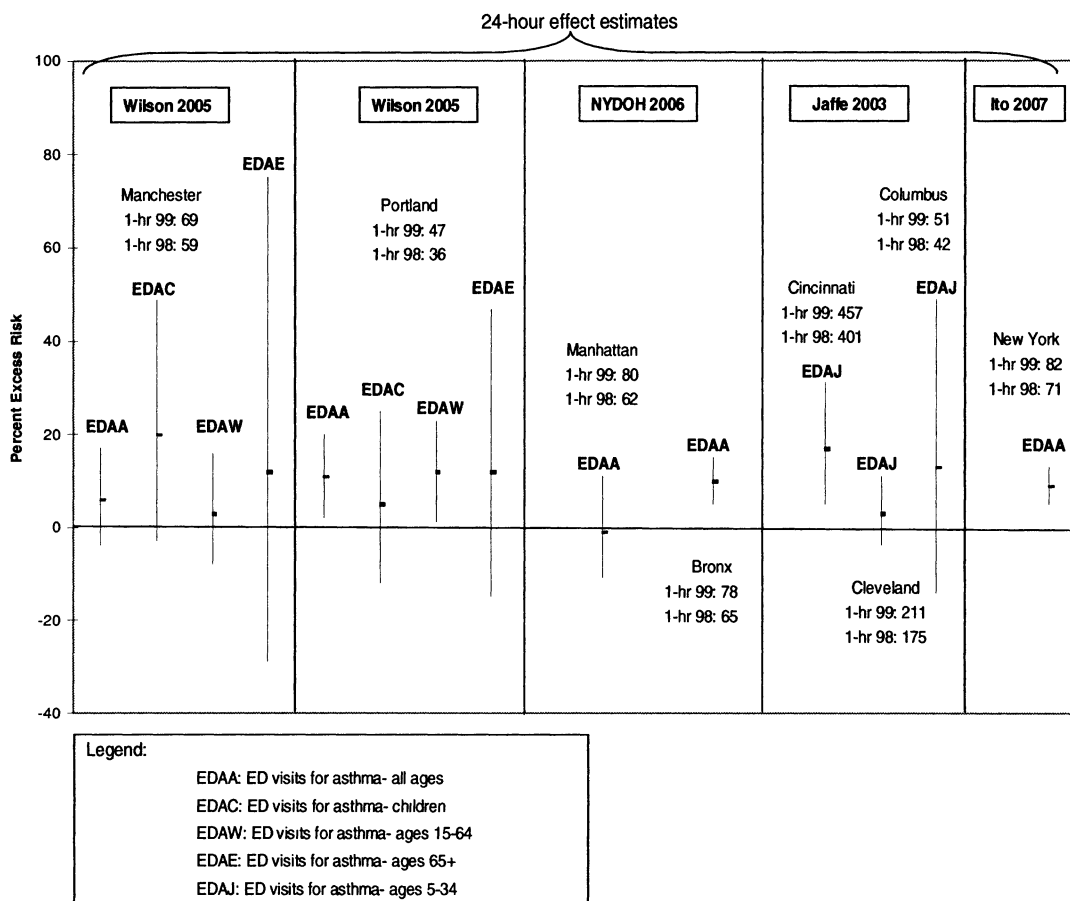 24-hour effect estimates
100
80
60
40
20
0
-20
-40
Percent Excess Risk
Wilson 2005
Manchester
1-hr 99: 69
1-hr 98: 59
EDAA
EDAC
EDAW
EDAE
Wilson 2005
Portland
1-hr 99: 47
1-hr 98: 36
EDAA
EDAC
EDAW
EDAE
NYDOH 2006
Manhattan
1-hr 99: 80
1-hr 98: 62
EDAA
EDAA
Bronx
1-hr 99: 78
1-hr 98: 65
Jaffe 2003
Columbus
1-hr 99: 51
1-hr 98: 42
Cincinnati
1-hr 99: 457
1-hr 98: 401
EDAJ
EDAJ
EDAJ
Cleveland
1-hr 99: 211
1-hr 98: 175
Ito 2007
New York
1-hr 99: 82
1-hr 98: 71
EDAA
Legend:
EDAA: ED visits for asthma- all ages
EDAC: ED visits for asthma- children
EDAW: ED visits for asthma- ages 15-64
EDAE: ED visits for asthma- ages 65+
EDAJ: ED visits for asthma- ages 5-34